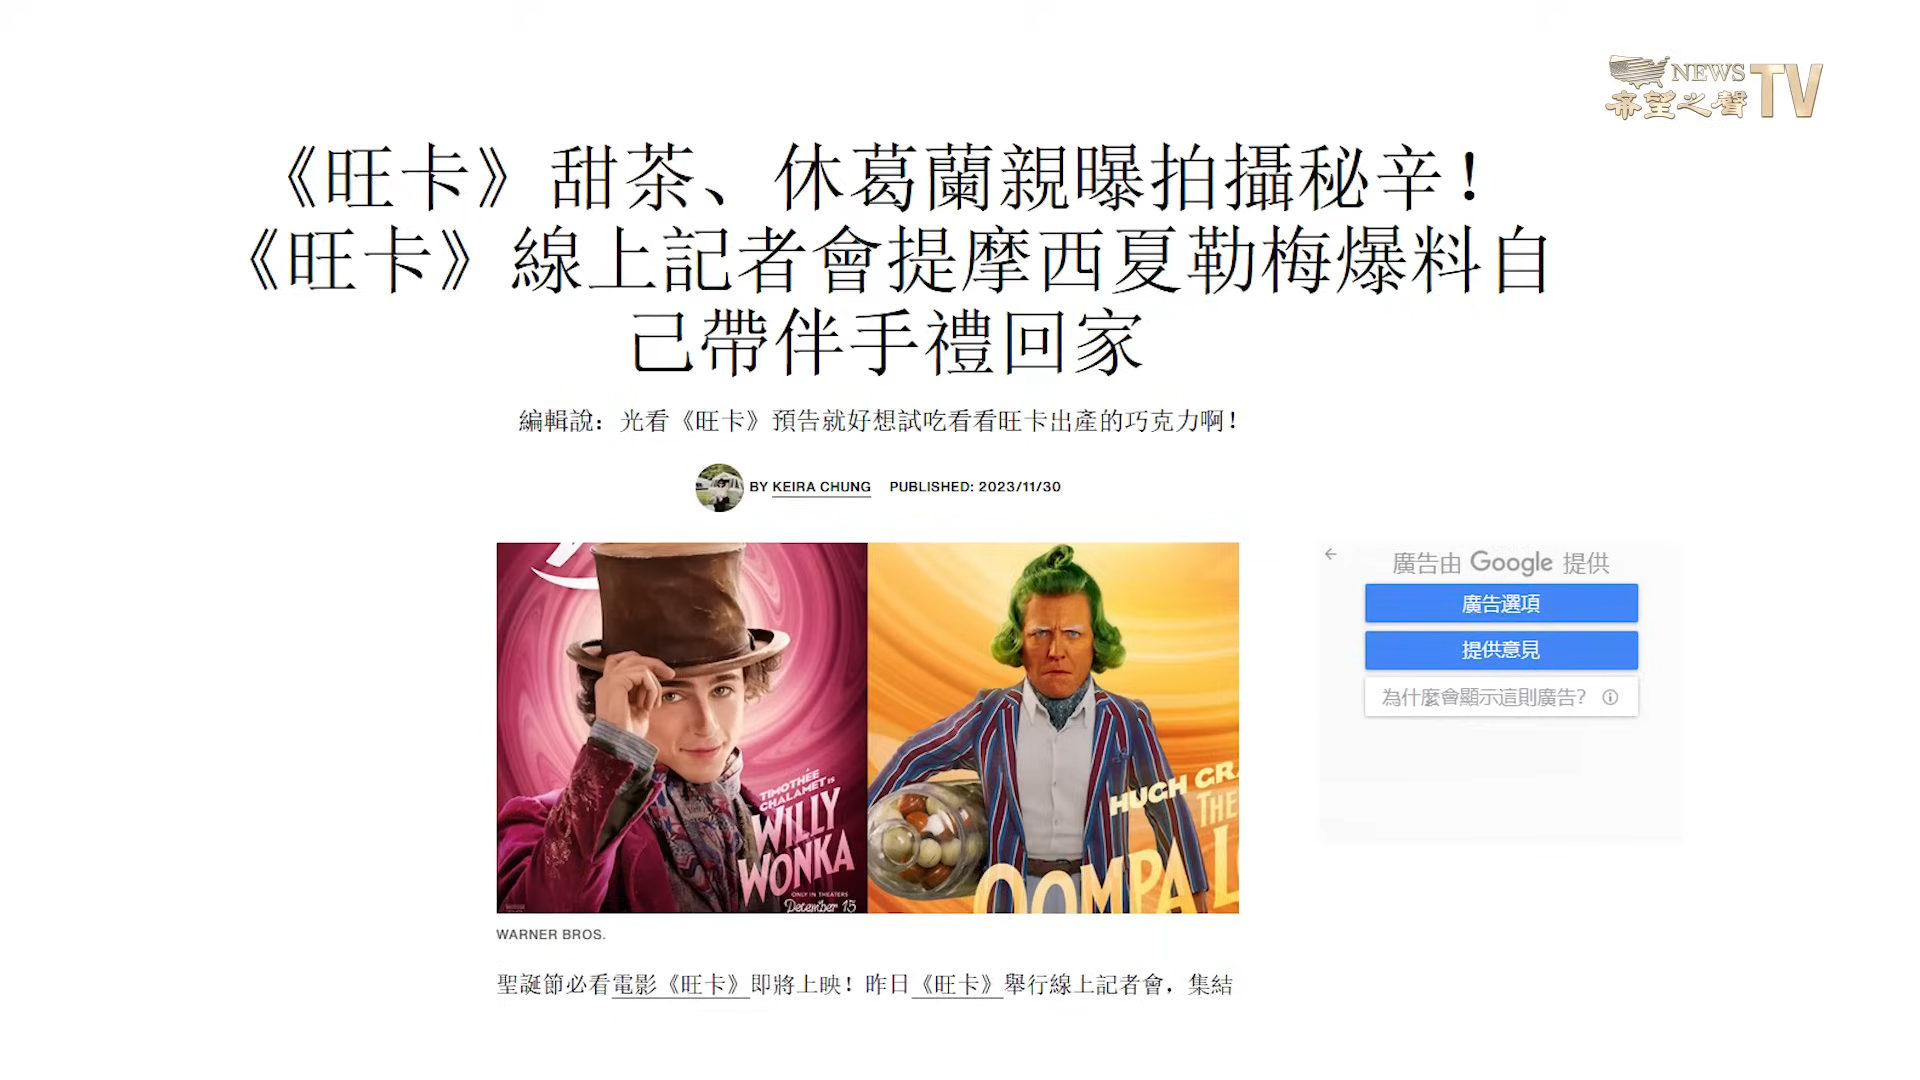 NEWS
希望之聲TV
《旺卡》甜茶、休葛蘭親曝拍攝秘辛！
《旺卡》線上記者會提摩西夏勒梅爆料自
己帶伴手禮回家
編輯說：光看《旺卡》預告就好想試吃看看旺卡出產的巧克力啊！
BY KEIRA CHUNG PUBLISHED: 2023/11/30
TIMOTHÉE
CHALAMET IS
WILLY
WONKA
ONLY IN THEATERS
December 15
HUGH GRA
THE
OOMPA LO
廣告由 Google 提供
廣告選項
提供意見
為什麼會顯示這則廣告？
WARNER BROS.
聖誕節必看電影《旺卡》即將上映！昨日《旺卡》舉行線上記者會，集結